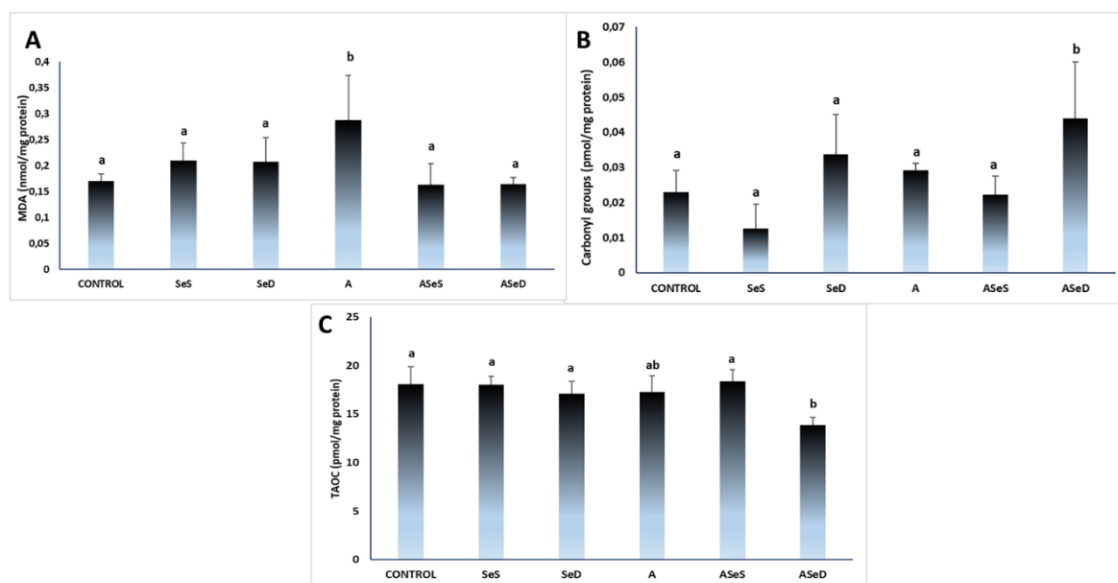 A
MDA (nmol/mg protein)
0,4
0,35
0,3
0,25
0,2
0,15
0,1
0,05
0
a
a
a
b
a
a
CONTROL SeS SeD A ASeS ASeD
B
Carbonyl groups (pmol/mg protein)
0,07
0,06
0,05
0,04
0,03
0,02
0,01
0
a
a
a
a
a
b
CONTROL SeS SeD A ASeS ASeD
C
TAOC (pmol/mg protein)
25
20
15
10
5
0
a
a
a
ab
a
b
CONTROL SeS SeD A ASeS ASeD